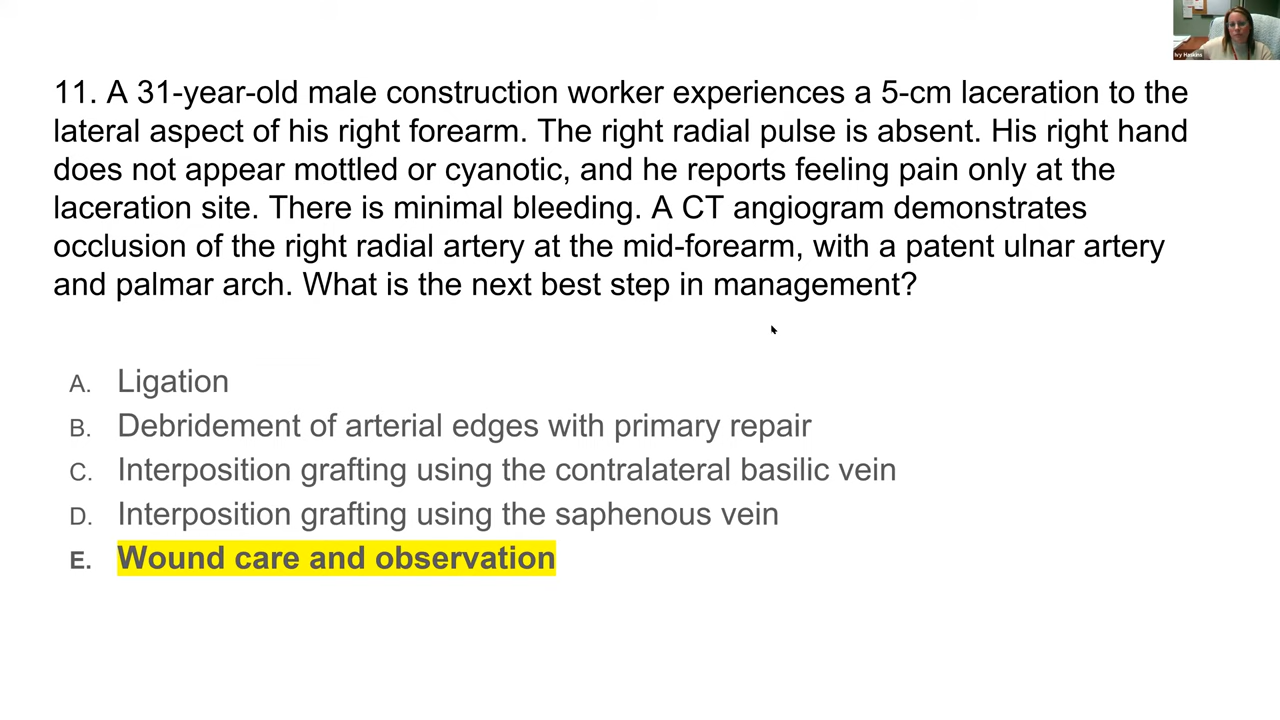 Ivy Haskins
11. A 31-year-old male construction worker experiences a 5-cm laceration to the
lateral aspect of his right forearm. The right radial pulse is absent. His right hand
does not appear mottled or cyanotic, and he reports feeling pain only at the
laceration site. There is minimal bleeding. A CT angiogram demonstrates
occlusion of the right radial artery at the mid-forearm, with a patent ulnar artery
and palmar arch. What is the next best step in management?
A. Ligation
B. Debridement of arterial edges with primary repair
C. Interposition grafting using the contralateral basilic vein
D. Interposition grafting using the saphenous vein
E. Wound care and observation